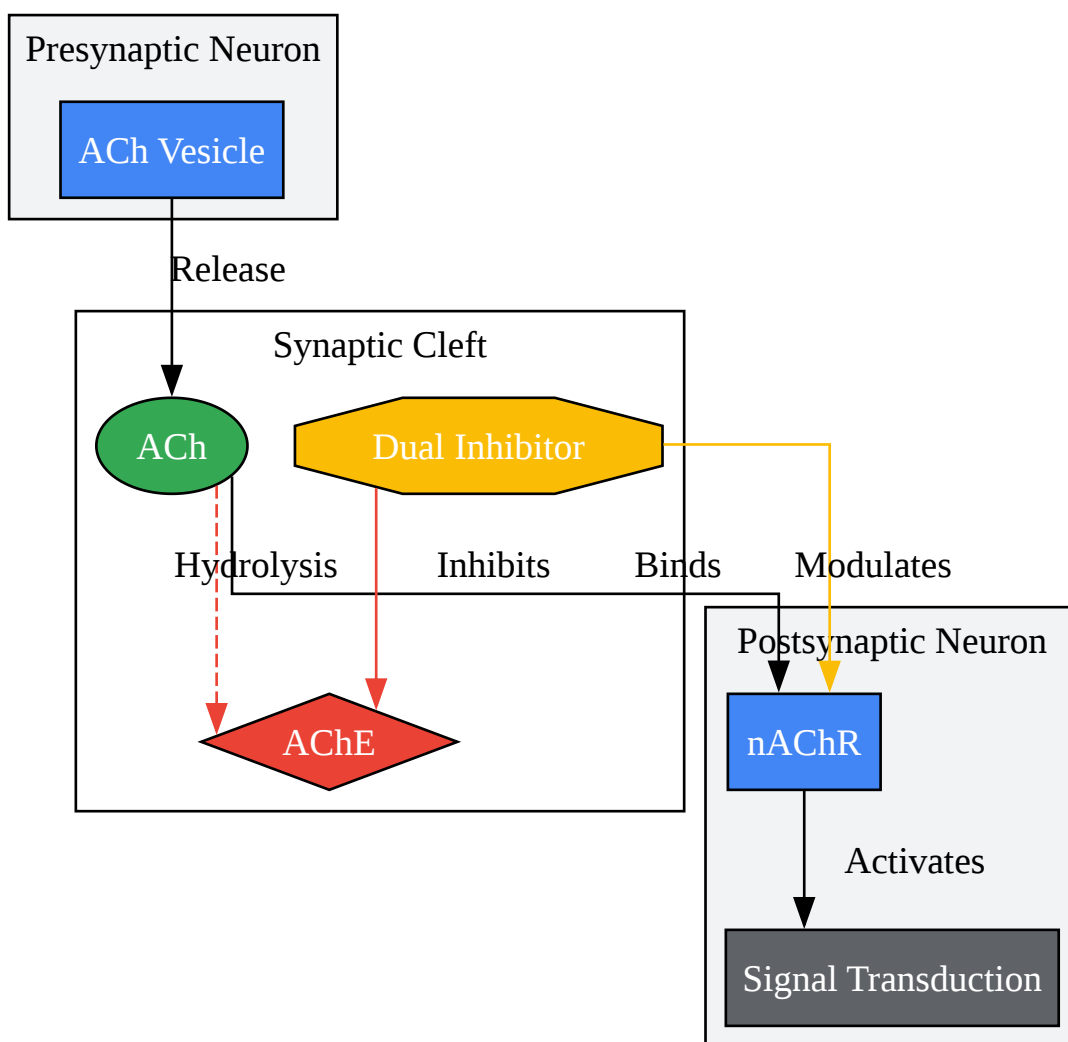 Presynaptic Neuron
ACh Vesicle
Release
Synaptic Cleft
ACh
Dual Inhibitor
Hydrolysis
Inhibits
Binds
Modulates
Postsynaptic Neuron
AChE
nAChR
Activates
Signal Transduction